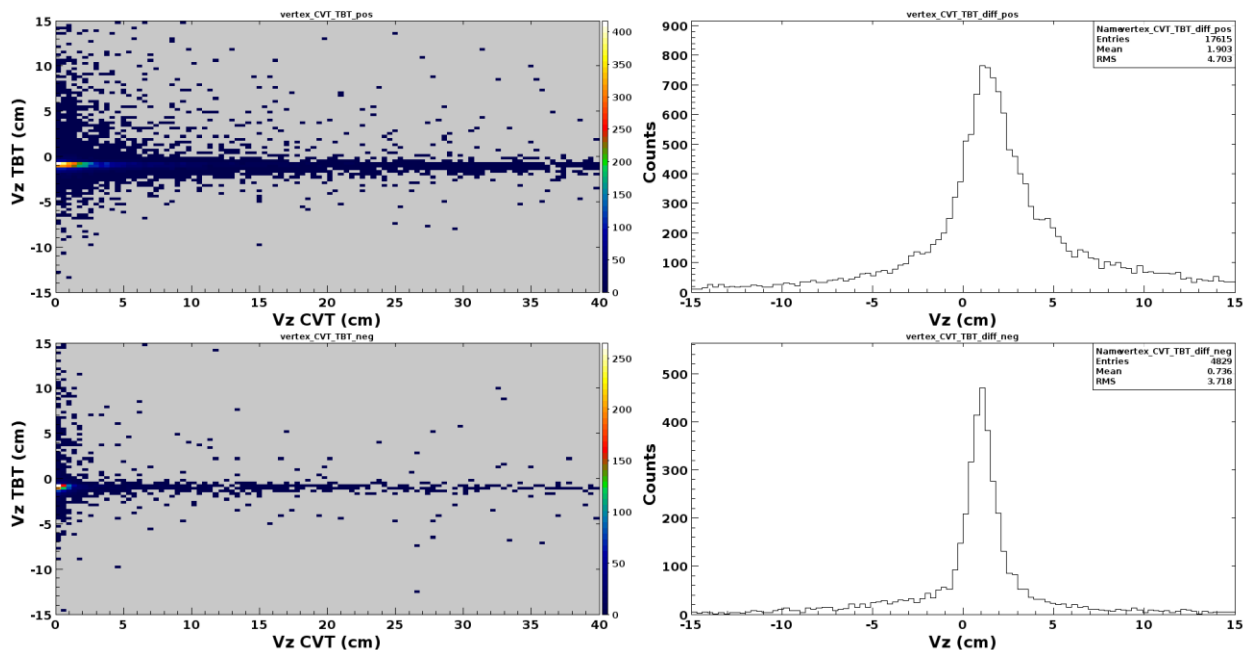 vertex_CVT_TBT_pos
15
10
5
0
-5
-10
-15
Vz TBT (cm)
0 5 10 15 20 25 30 35 40
Vz CVT (cm)
400
350
300
250
200
150
100
50
0
vertex_CVT_TBT_diff_pos
Name vertex_CVT_TBT_diff_pos
Entries 17615
Mean 1.903
RMS 4.703
900
800
700
600
500
400
300
200
100
0
Counts
-15 -10 -5 0 5 10 15
Vz (cm)
vertex_CVT_TBT_neg
15
10
5
0
-5
-10
-15
Vz TBT (cm)
0 5 10 15 20 25 30 35 40
Vz CVT (cm)
250
200
150
100
50
0
vertex_CVT_TBT_diff_neg
Name vertex_CVT_TBT_diff_neg
Entries 4829
Mean 0.736
RMS 3.718
500
400
300
200
100
0
Counts
-15 -10 -5 0 5 10 15
Vz (cm)